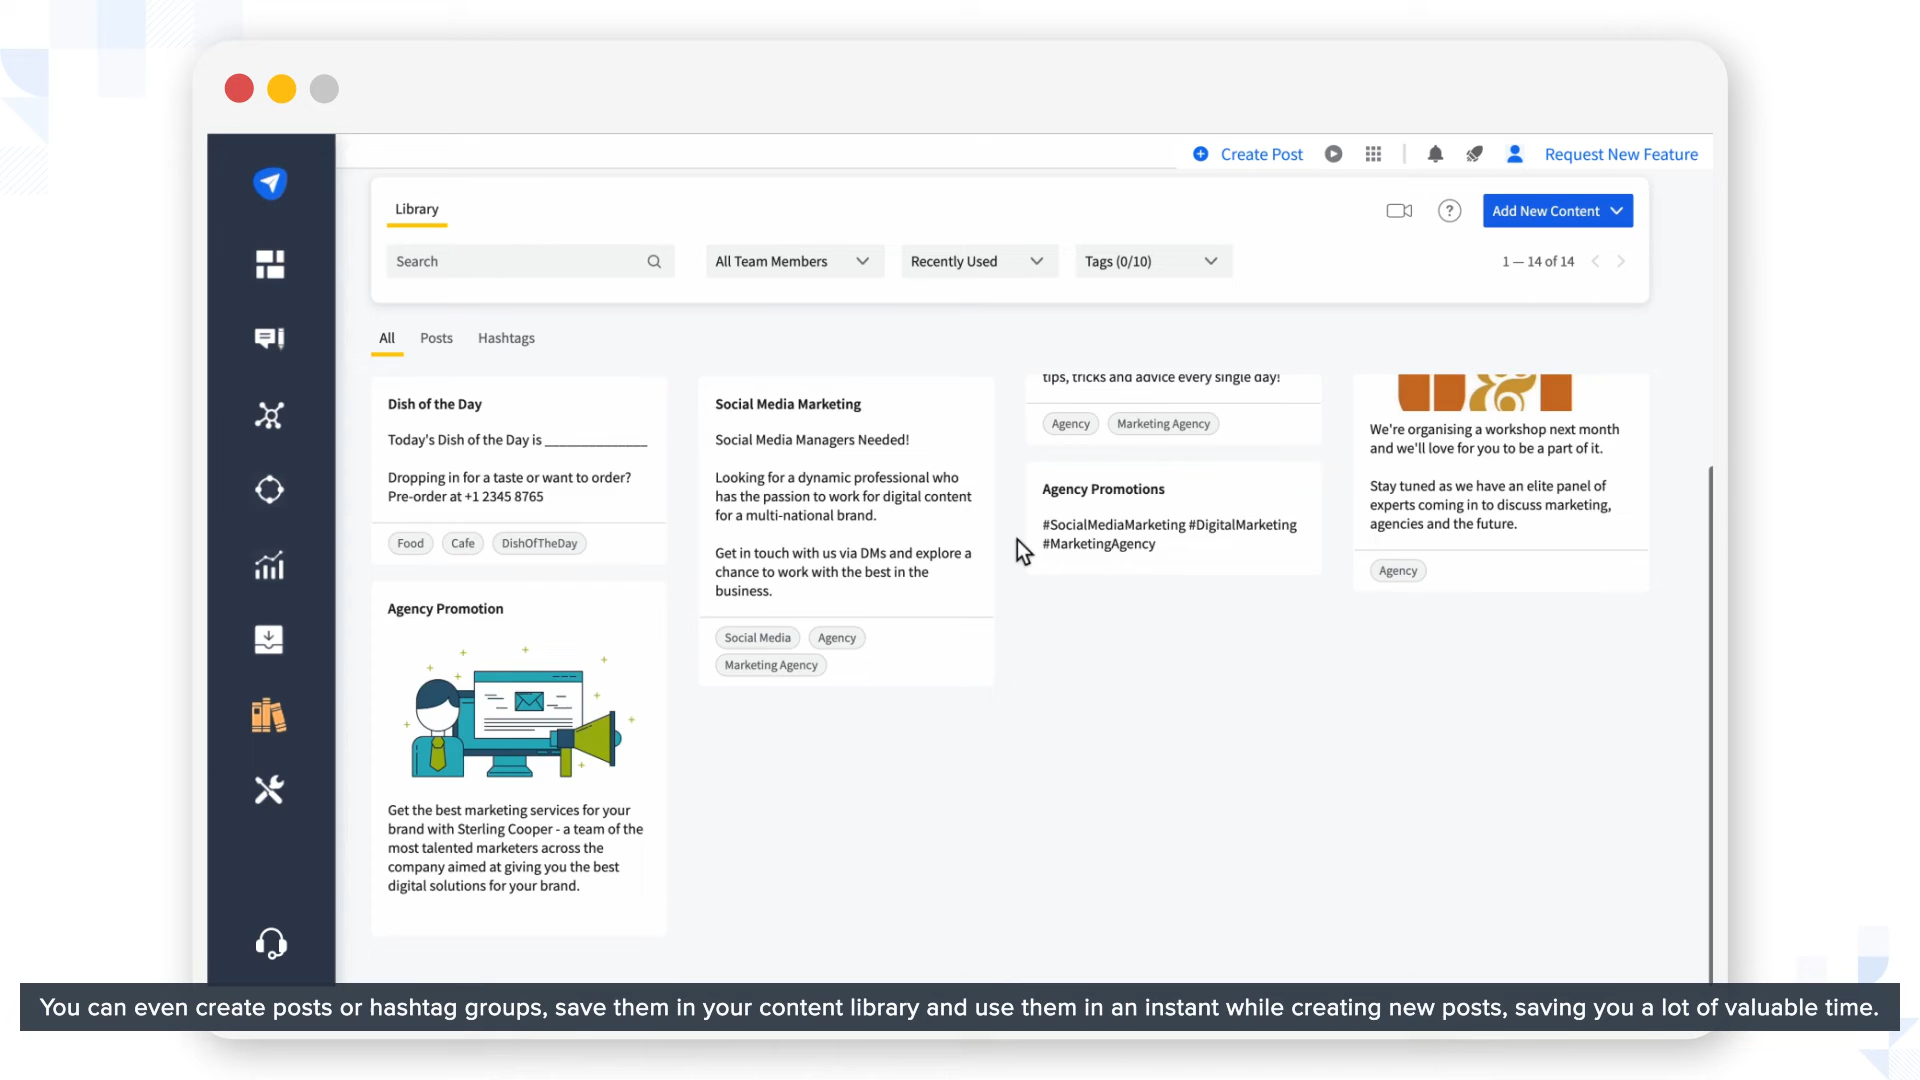 Create Post
Request New Feature
Library
Add New Content
Search
All Team Members
Recently Used
Tags (0/10)
1 — 14 of 14
All
Posts
Hashtags
Dish of the Day
Today's Dish of the Day is _______________
Dropping in for a taste or want to order?
Pre-order at +1 2345 8765
Food
Cafe
DishOfTheDay
Agency Promotion
Get the best marketing services for your
brand with Sterling Cooper - a team of the
most talented marketers across the
company aimed at giving you the best
digital solutions for your brand.
Social Media Marketing
Social Media Managers Needed!
Looking for a dynamic professional who
has the passion to work for digital content
for a multi-national brand.
Get in touch with us via DMs and explore a
chance to work with the best in the
business.
Social Media
Agency
Marketing Agency
tips, tricks and advice every single day!
Agency
Marketing Agency
Agency Promotions
#SocialMediaMarketing #DigitalMarketing
#MarketingAgency
We're organising a workshop next month
and we'll love for you to be a part of it.
Stay tuned as we have an elite panel of
experts coming in to discuss marketing,
agencies and the future.
Agency
You can even create posts or hashtag groups, save them in your content library and use them in an instant while creating new posts, saving you a lot of valuable time.